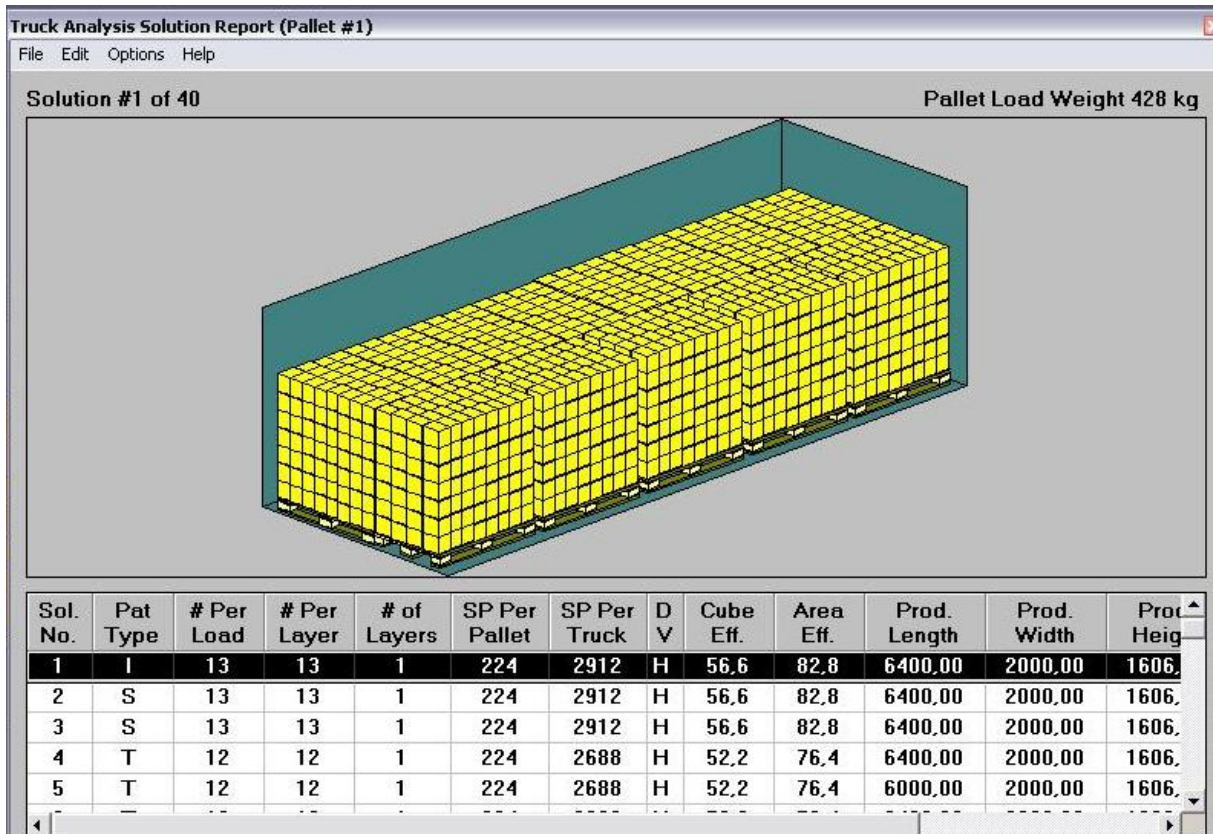 Truck Analysis Solution Report (Pallet #1)
File Edit Options Help
Solution #1 of 40 Pallet Load Weight 428 kg
Sol. Pat # Per # Per # of SP Per SP Per D Cube Area Prod. Prod.
No. Type Load Layer Layers Pallet Truck V Eff. Eff. Length Width
1 I 13 13 1 224 2912 H 56,6 82,8 6400,00 2000,00 1606,
2 S 13 13 1 224 2912 H 56,6 82,8 6400,00 2000,00 1606,
3 S 13 13 1 224 2912 H 56,6 82,8 6400,00 2000,00 1606,
4 T 12 12 1 224 2688 H 52,2 76,4 6400,00 2000,00 1606,
5 T 12 12 1 224 2688 H 52,2 76,4 6000,00 2000,00 1606,